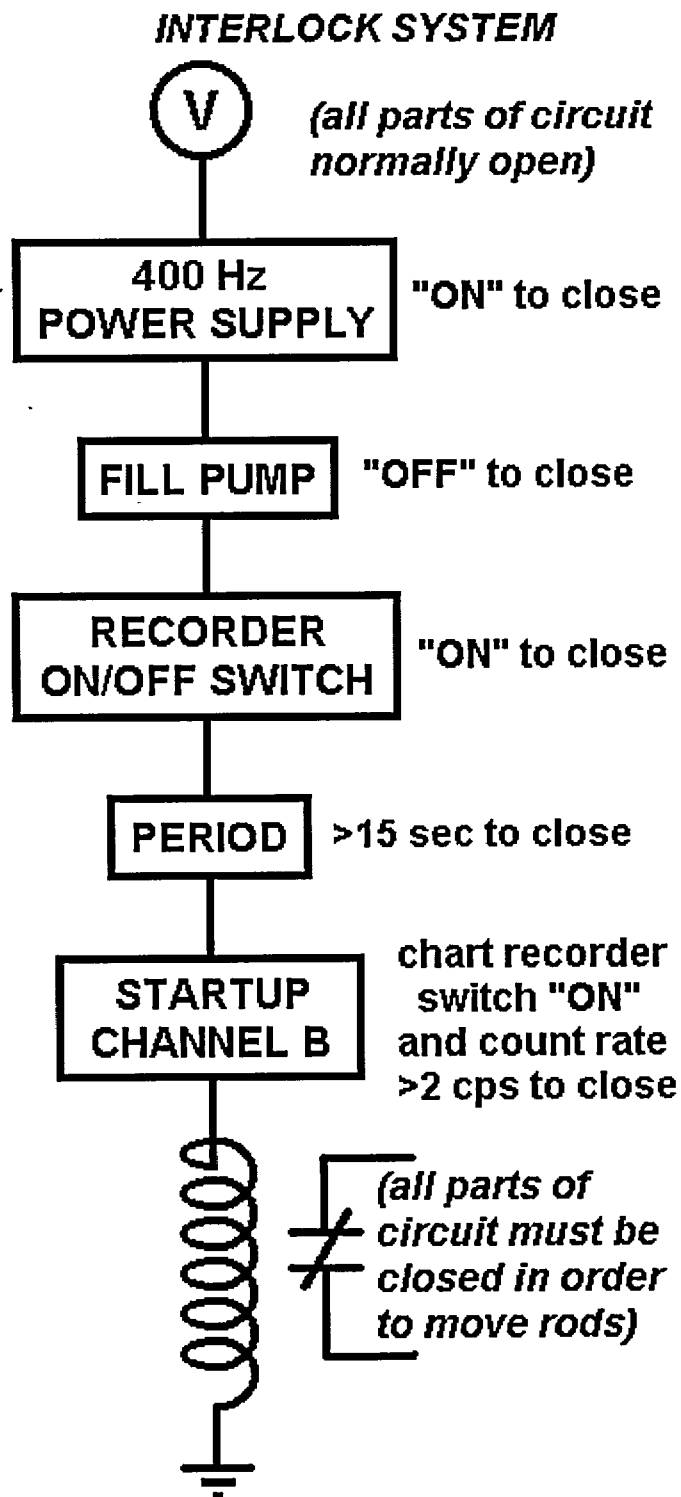 INTERLOCK SYSTEM
V
(all parts of circuit
normally open)
400 Hz
POWER SUPPLY
"ON" to close
FILL PUMP
"OFF" to close
RECORDER
ON/OFF SWITCH
"ON" to close
PERIOD
>15 sec to close
STARTUP
CHANNEL B
chart recorder
switch "ON"
and count rate
>2 cps to close
(all parts of
circuit must be
closed in order
to move rods)